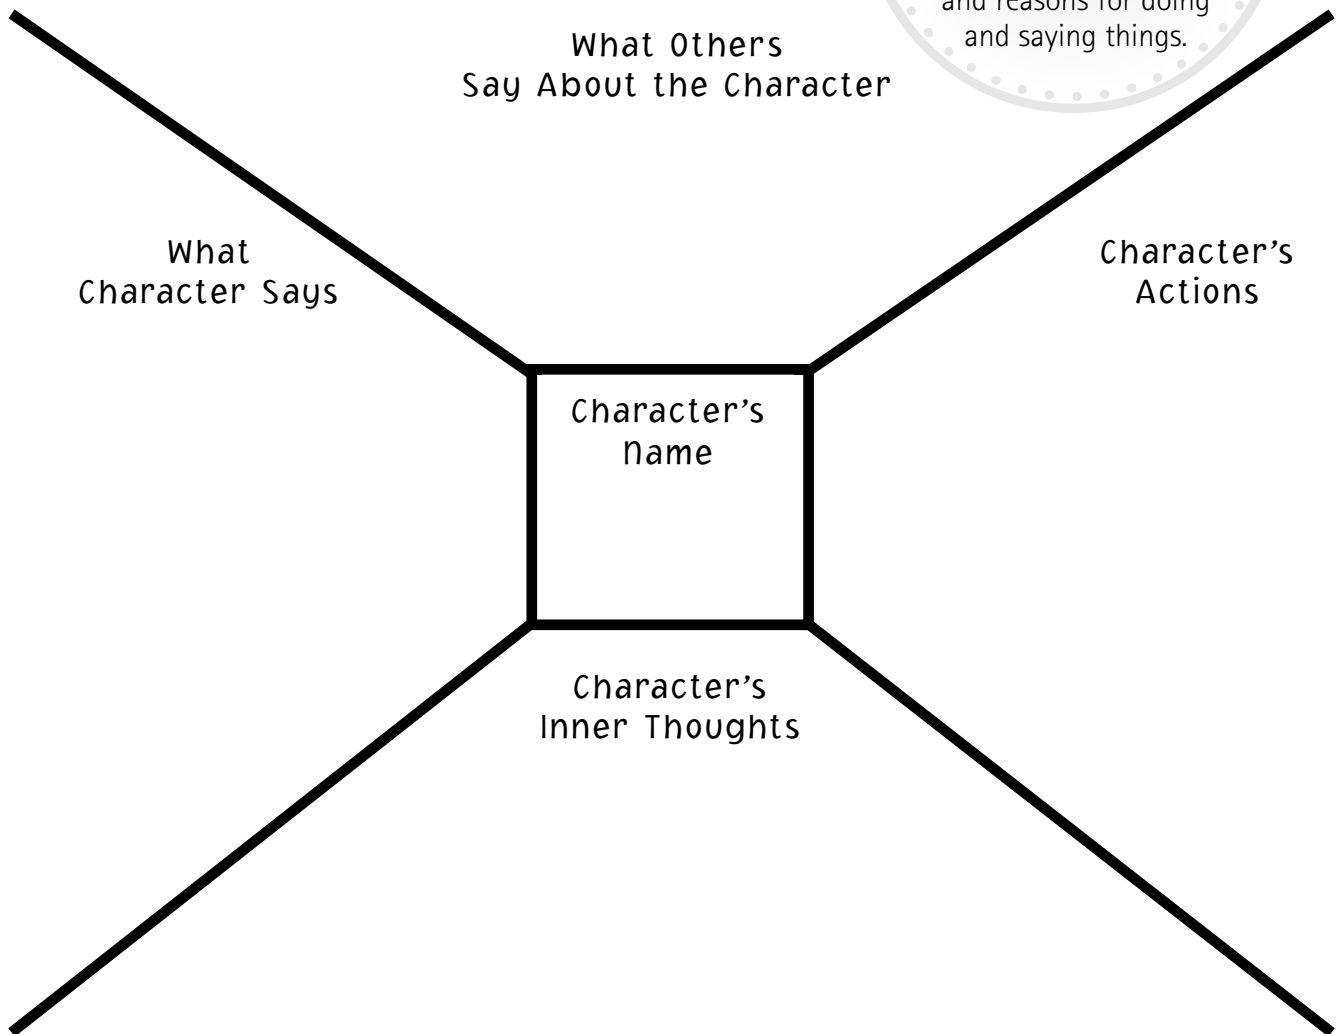 and reasons for doing
and saying things.
What Others
Say About the Character
What
Character Says
Character's
Actions
Character's
Name
Character's
Inner Thoughts